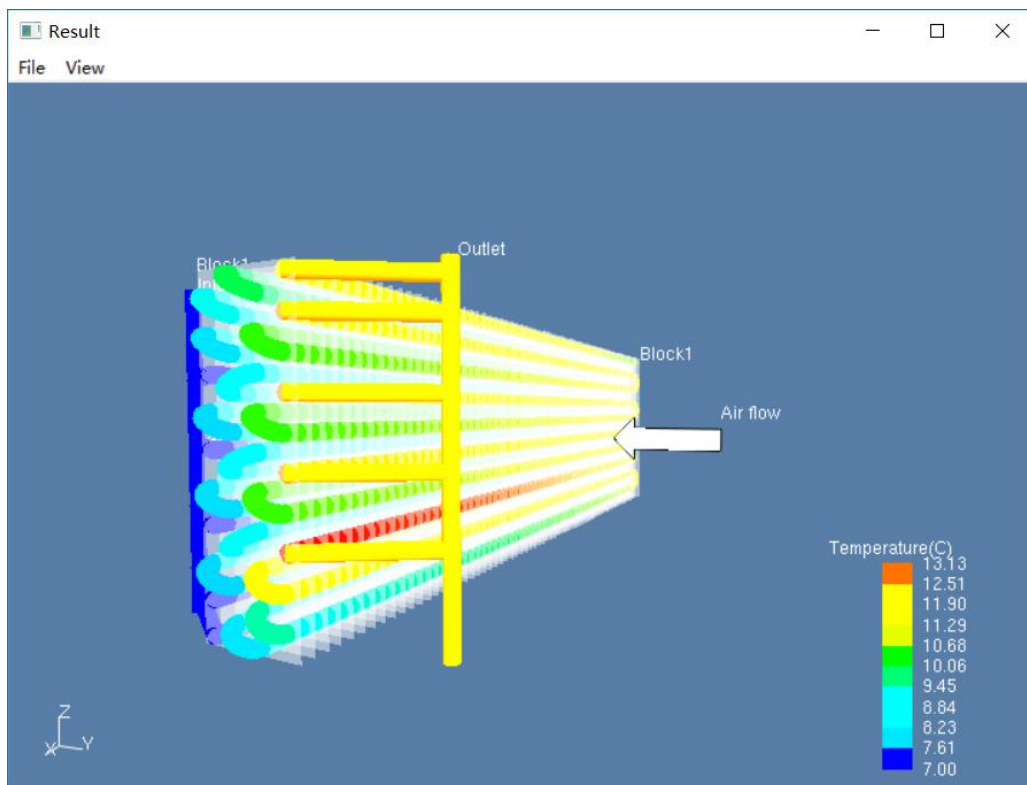 Result
File View
Outlet
Block1
Block1
Air flow
Temperature(C)
13.13
12.51
11.90
11.29
10.68
10.06
9.45
8.84
8.23
7.61
7.00
Z
X Y